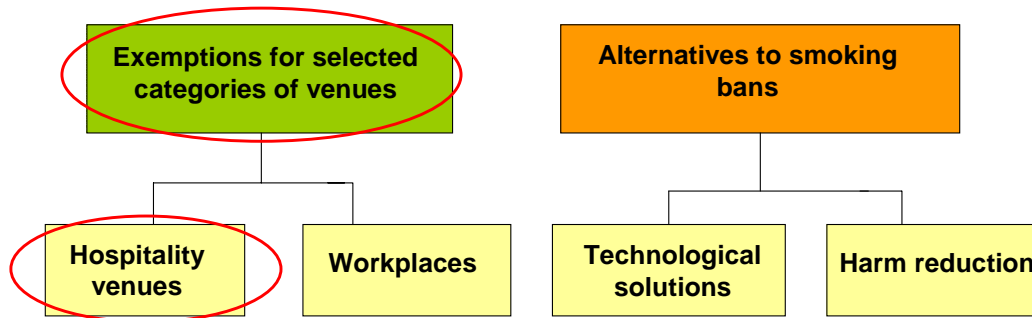 Exemptions for selected
categories of venues
Alternatives to smoking
bans
Hospitality
venues
Workplaces
Technological
solutions
Harm reduction